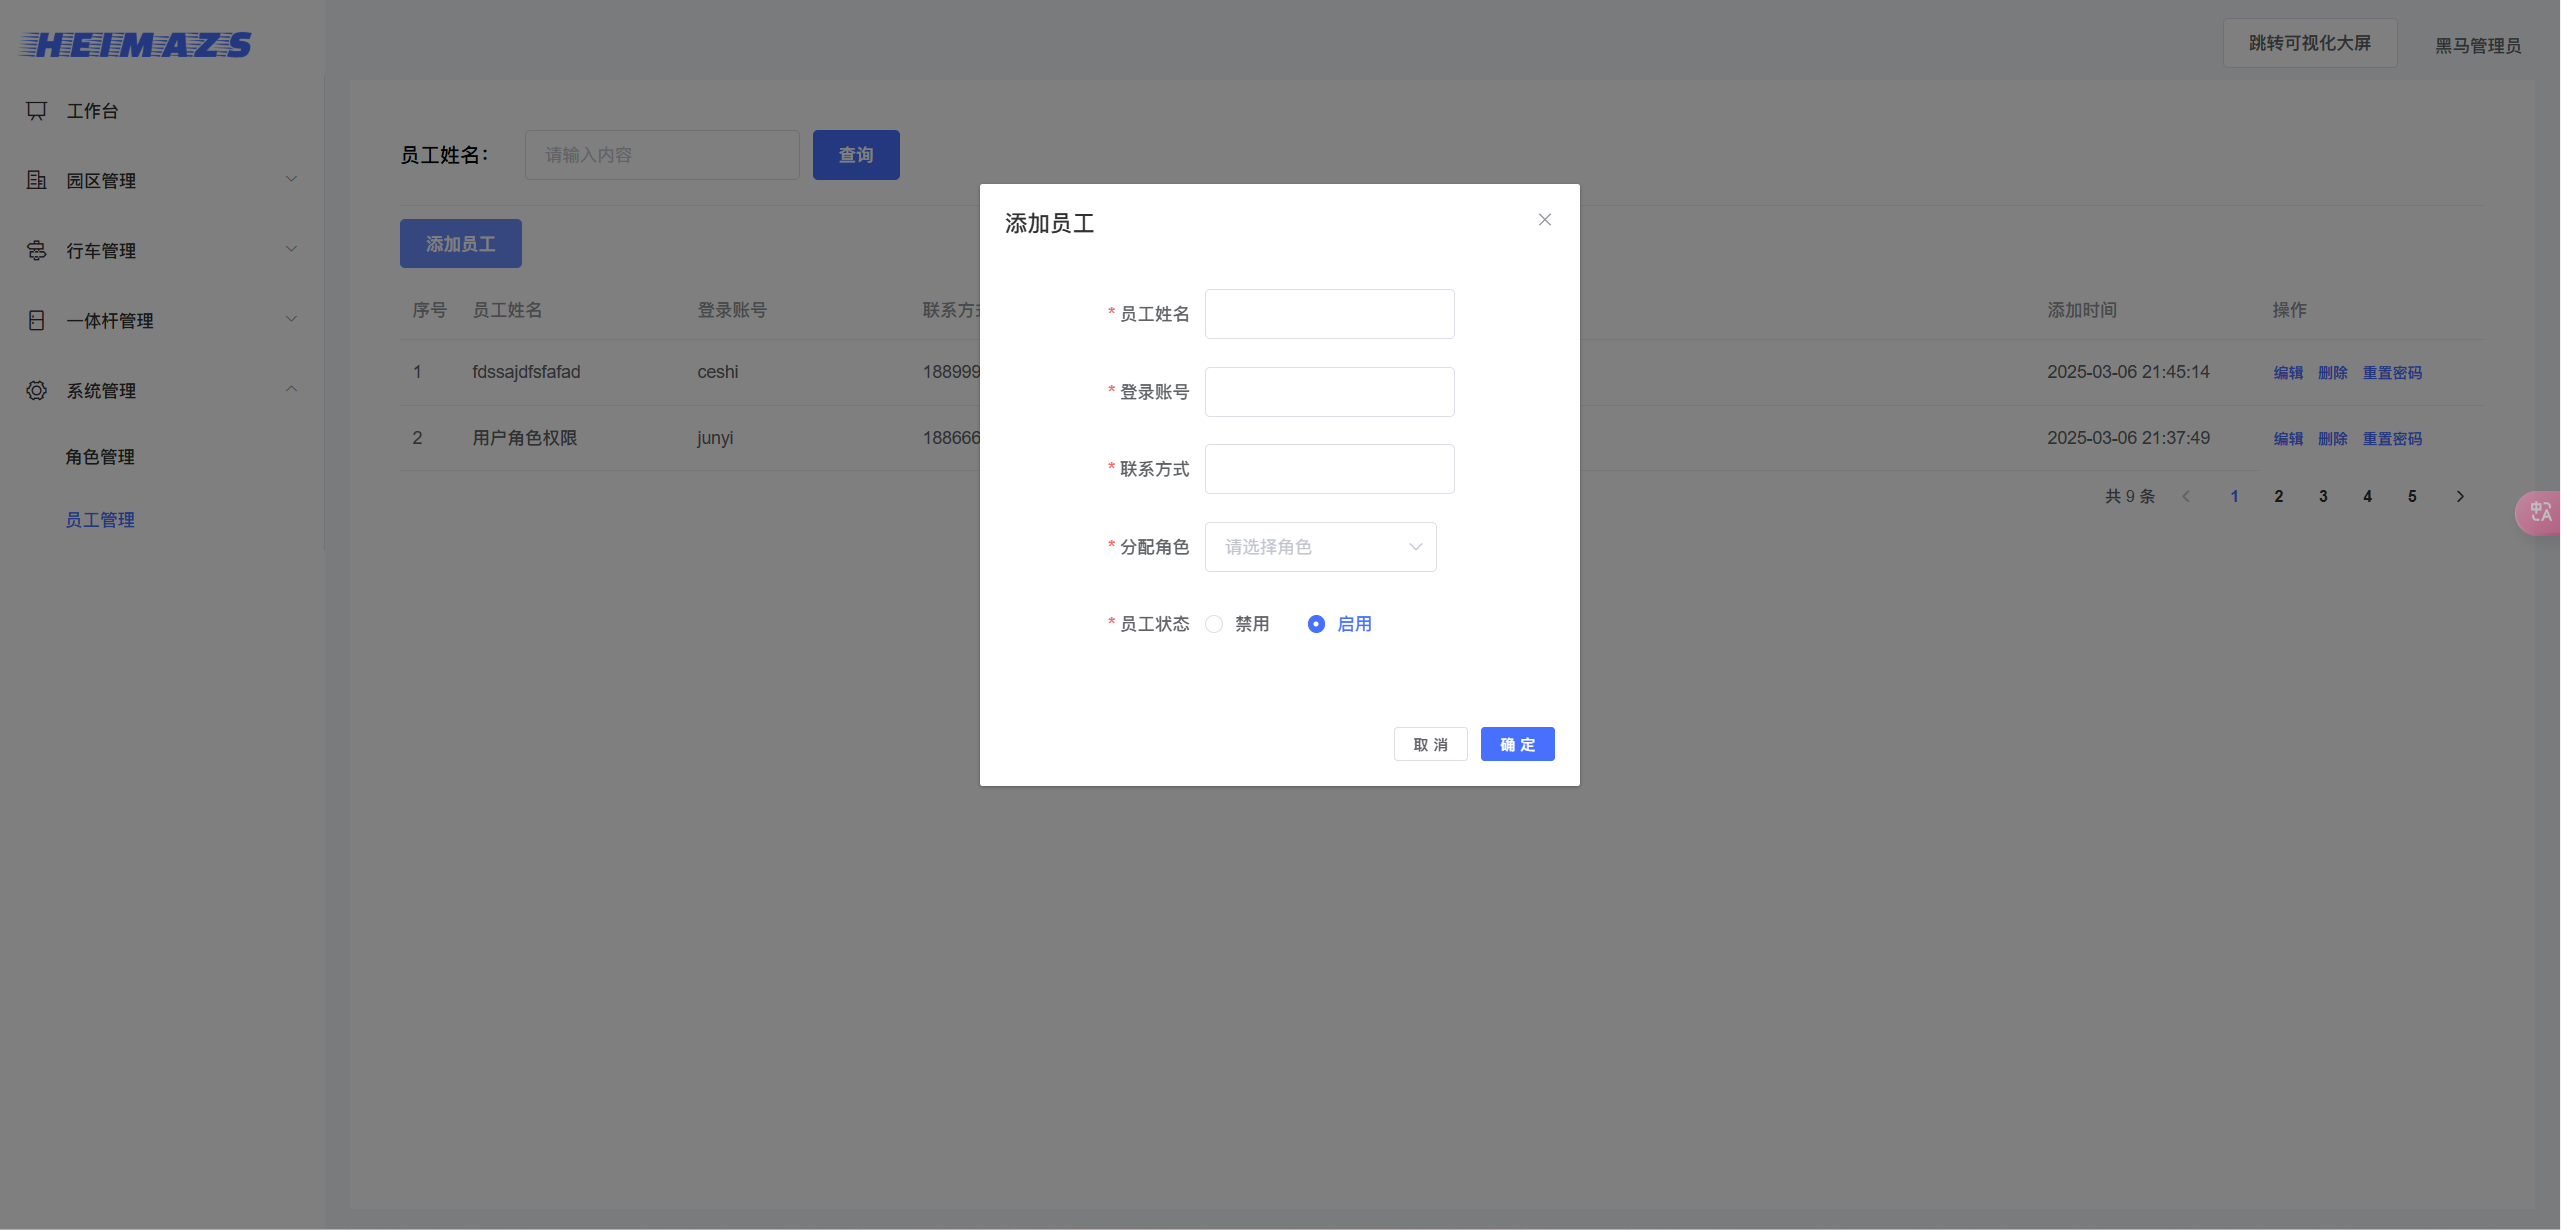 HEIMAZS
跳转可视化大屏
黑马管理员
工作台
园区管理
行车管理
一体杆管理
系统管理
角色管理
员工管理
员工姓名：
请输入内容
查询
添加员工
序号 员工姓名 登录账号 联系方 添加时间 操作
1 fdssajdfsfafad ceshi 188999 2025-03-06 21:45:14 编辑 删除 重置密码
2 用户角色权限 junyi 188666 2025-03-06 21:37:49 编辑 删除 重置密码
共 9 条 1 2 3 4 5
添加员工
* 员工姓名
* 登录账号
* 联系方式
* 分配角色 请选择角色
* 员工状态 禁用 启用
取 消 确 定
中A